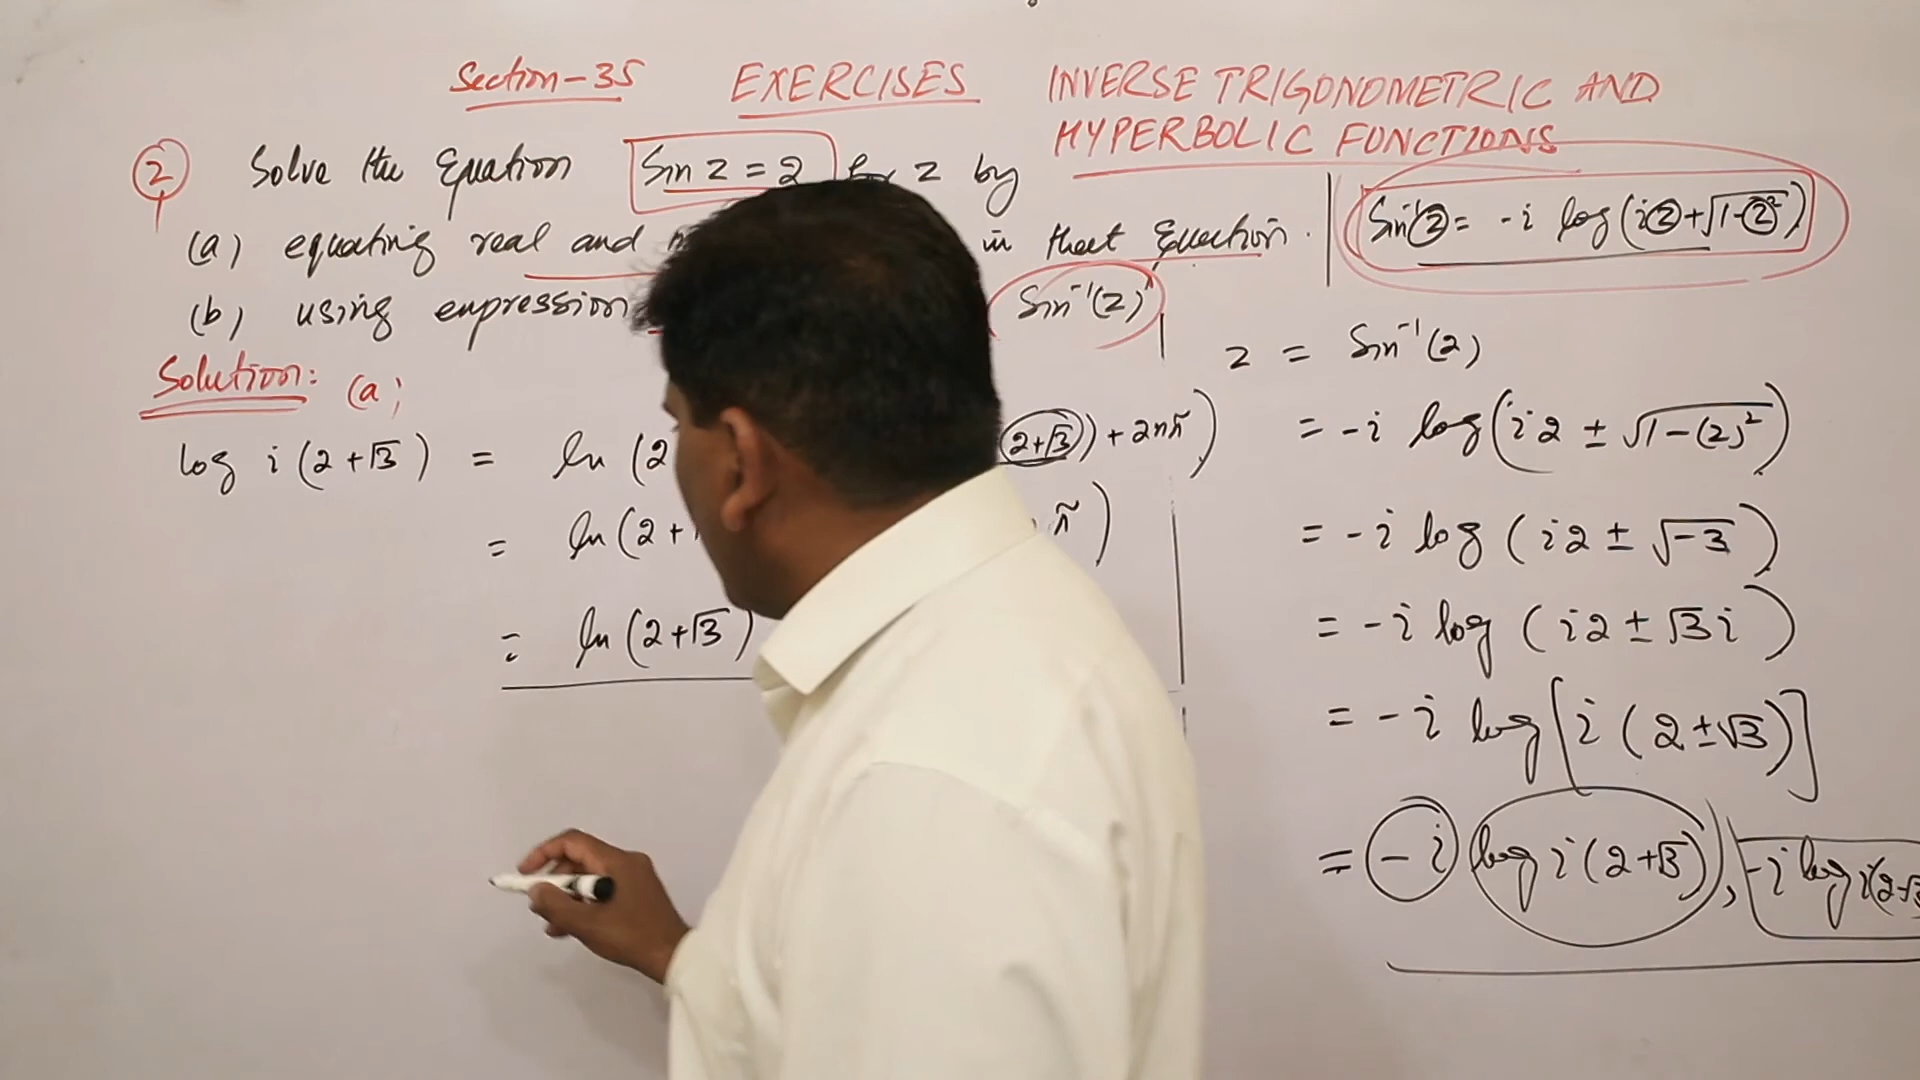 Section-35 EXERCISES INVERSE TRIGONOMETRIC AND
HYPERBOLIC FUNCTIONS
② Solve the Equation Sin z = 2 z by
(a) equating real and in that Equation.
(b) using expression Sin⁻¹(z)
Sin⁻¹z = -i log(iz+√1-z²)
Solution: (a)
log i(2+√3) = ln(2 2+√3))+2nπ)
= ln(2+ π)
= ln(2+√3)
z = Sin⁻¹(2)
= -i log(i2 ± √1-(2)²)
= -i log(i2 ± √-3)
= -i log(i2 ± √3 i)
= -i log[i(2±√3)]
= -i log i(2+√3), -i log i(2-√3